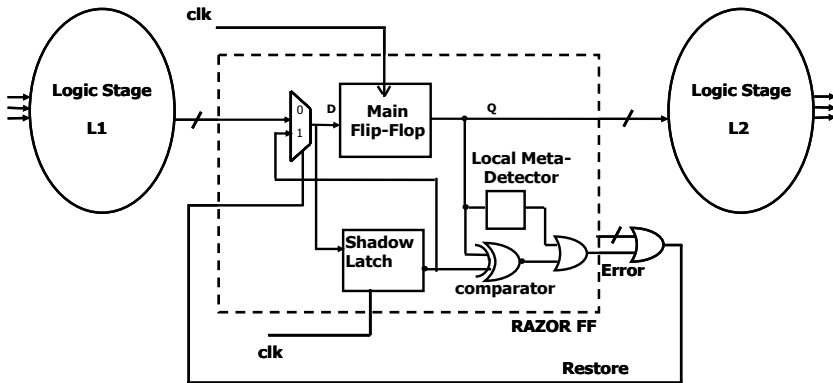 clk
Logic Stage
L1
0
1
D
Main
Flip-Flop
Q
Logic Stage
L2
Local Meta-
Detector
Shadow
Latch
comparator
Error
RAZOR FF
clk
Restore